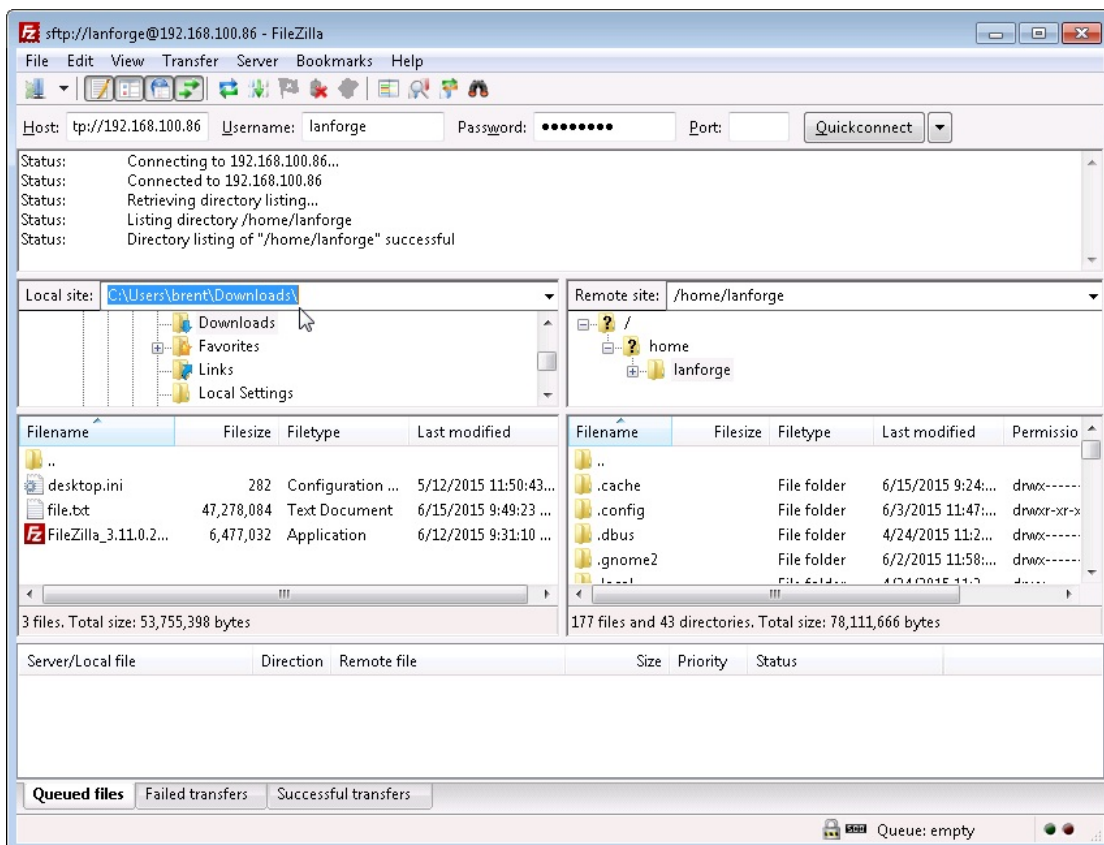 sftp://lanforge@192.168.100.86 - FileZilla
File Edit View Transfer Server Bookmarks Help
Host: tp://192.168.100.86 Username: lanforge Password: ●●●●●●●● Port: Quickconnect
Status: Connecting to 192.168.100.86...
Status: Connected to 192.168.100.86
Status: Retrieving directory listing...
Status: Listing directory /home/lanforge
Status: Directory listing of "/home/lanforge" successful
Local site: C:\Users\brent\Downloads\
Downloads
Favorites
Links
Local Settings
Remote site: /home/lanforge
/
home
lanforge
Filename Filesize Filetype Last modified
..
desktop.ini 282 Configuration ... 5/12/2015 11:50:43...
file.txt 47,278,084 Text Document 6/15/2015 9:49:23 ...
FileZilla_3.11.0.2... 6,477,032 Application 6/12/2015 9:31:10 ...
3 files. Total size: 53,755,398 bytes
Filename Filesize Filetype Last modified Permissio
..
.cache File folder 6/15/2015 9:24:... drwx------
.config File folder 6/3/2015 11:47:... drwxr-xr-x
.dbus File folder 4/24/2015 11:2... drwx------
.gnome2 File folder 6/2/2015 11:58:... drwx------
177 files and 43 directories. Total size: 78,111,666 bytes
Server/Local file Direction Remote file Size Priority Status
Queued files Failed transfers Successful transfers
Queue: empty